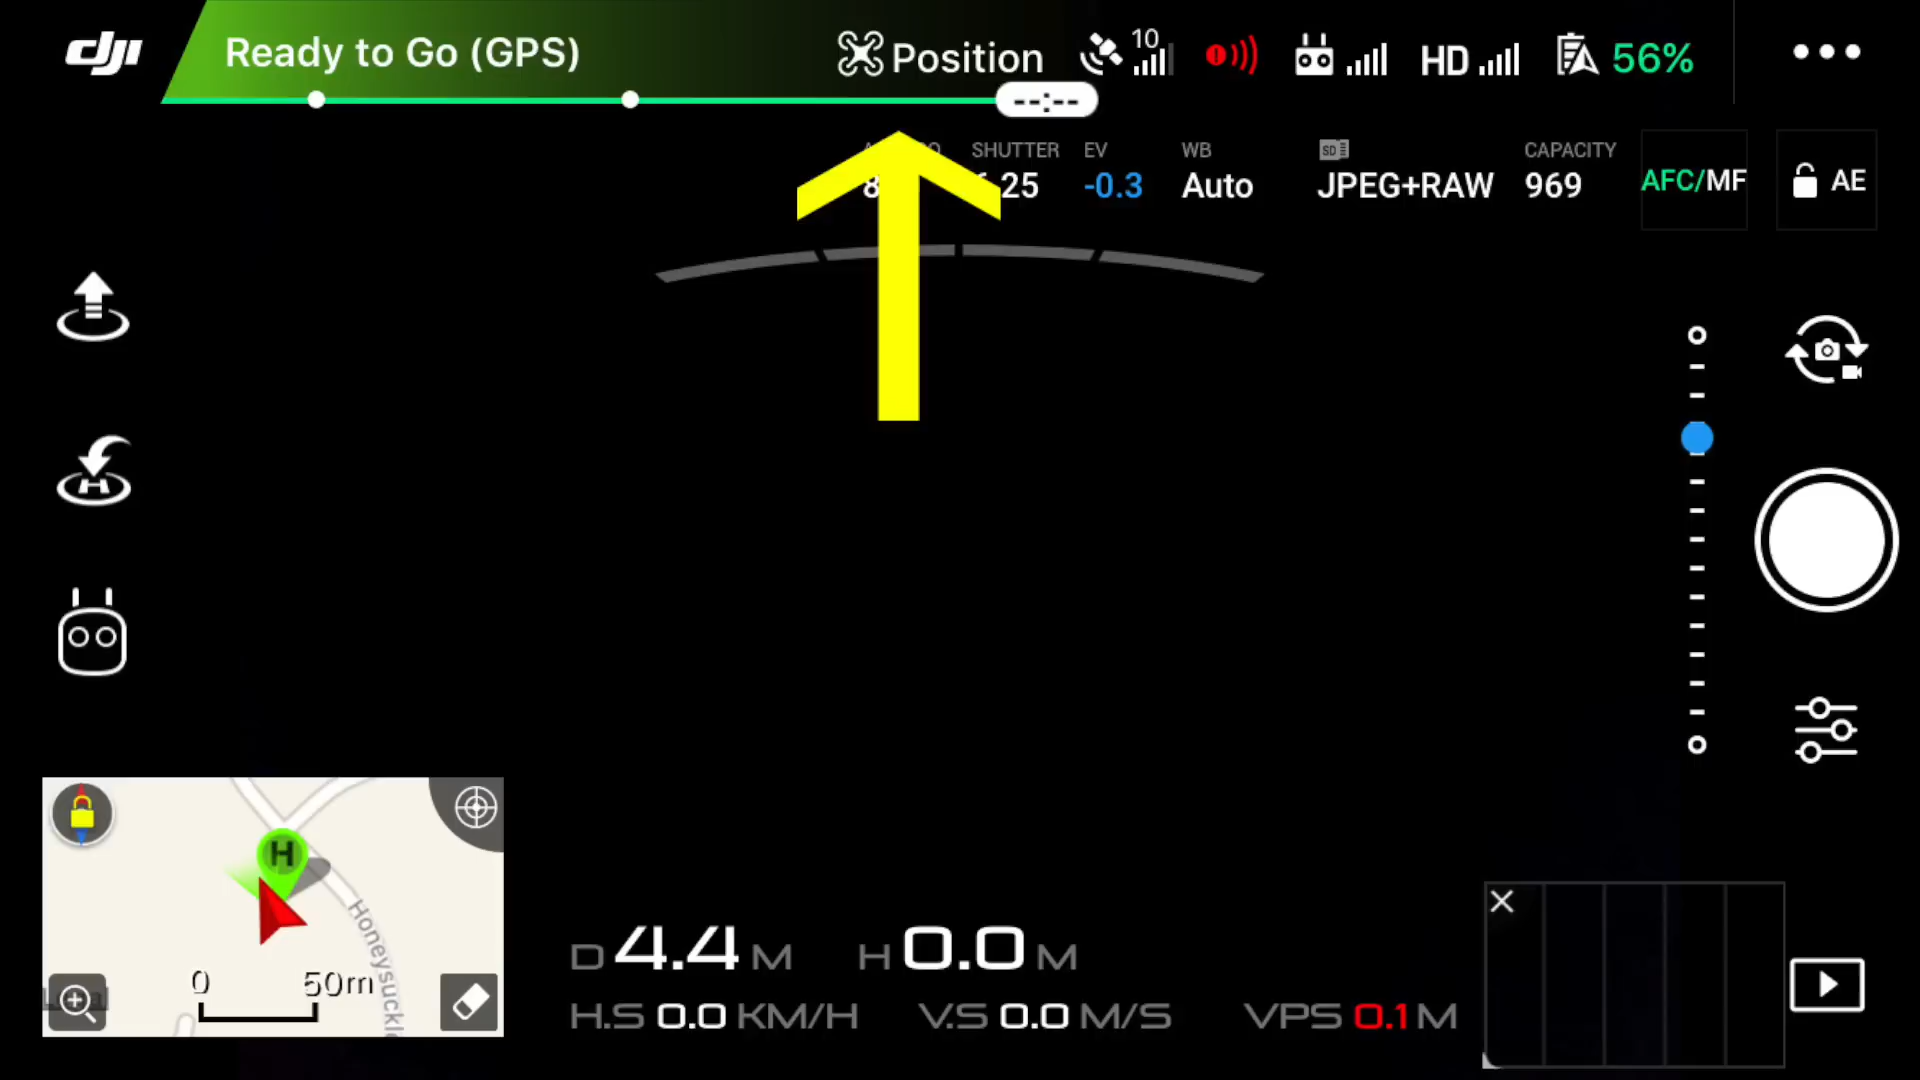 dji Ready to Go (GPS) Position 10 HD 56%
--:--
SHUTTER EV WB SD CAPACITY
-0.3 Auto JPEG+RAW 969 AFC/MF AE
H
Honeysuckl
0 50m
D 4.4 M H 0.0 M
H.S 0.0 KM/H V.S 0.0 M/S VPS 0.1 M